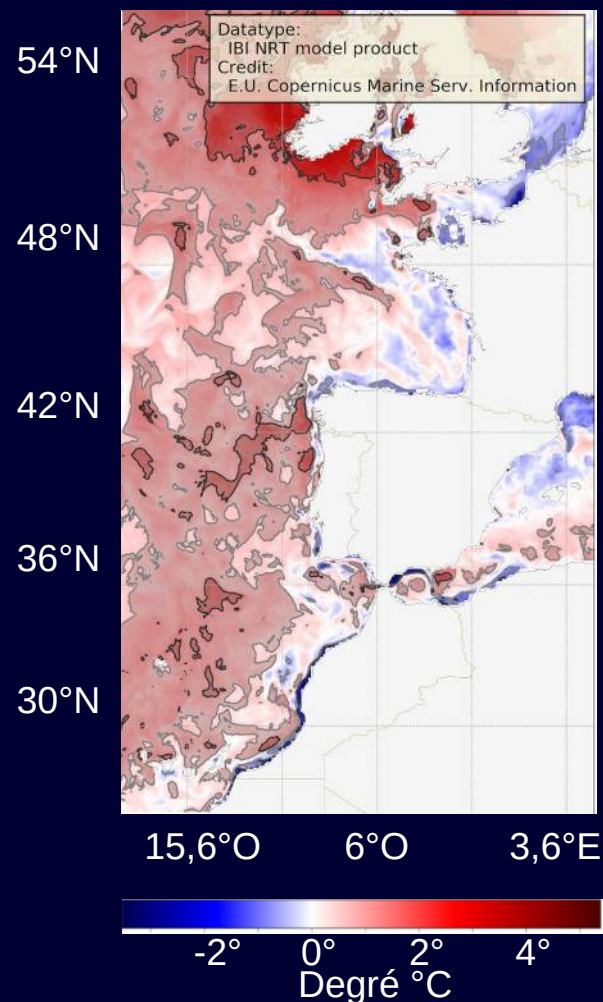 Datatype:
IBI NRT model product
Credit:
E.U. Copernicus Marine Serv. Information
54°N
48°N
42°N
36°N
30°N
15,6°O 6°O 3,6°E
-2° 0° 2° 4°
Degré °C